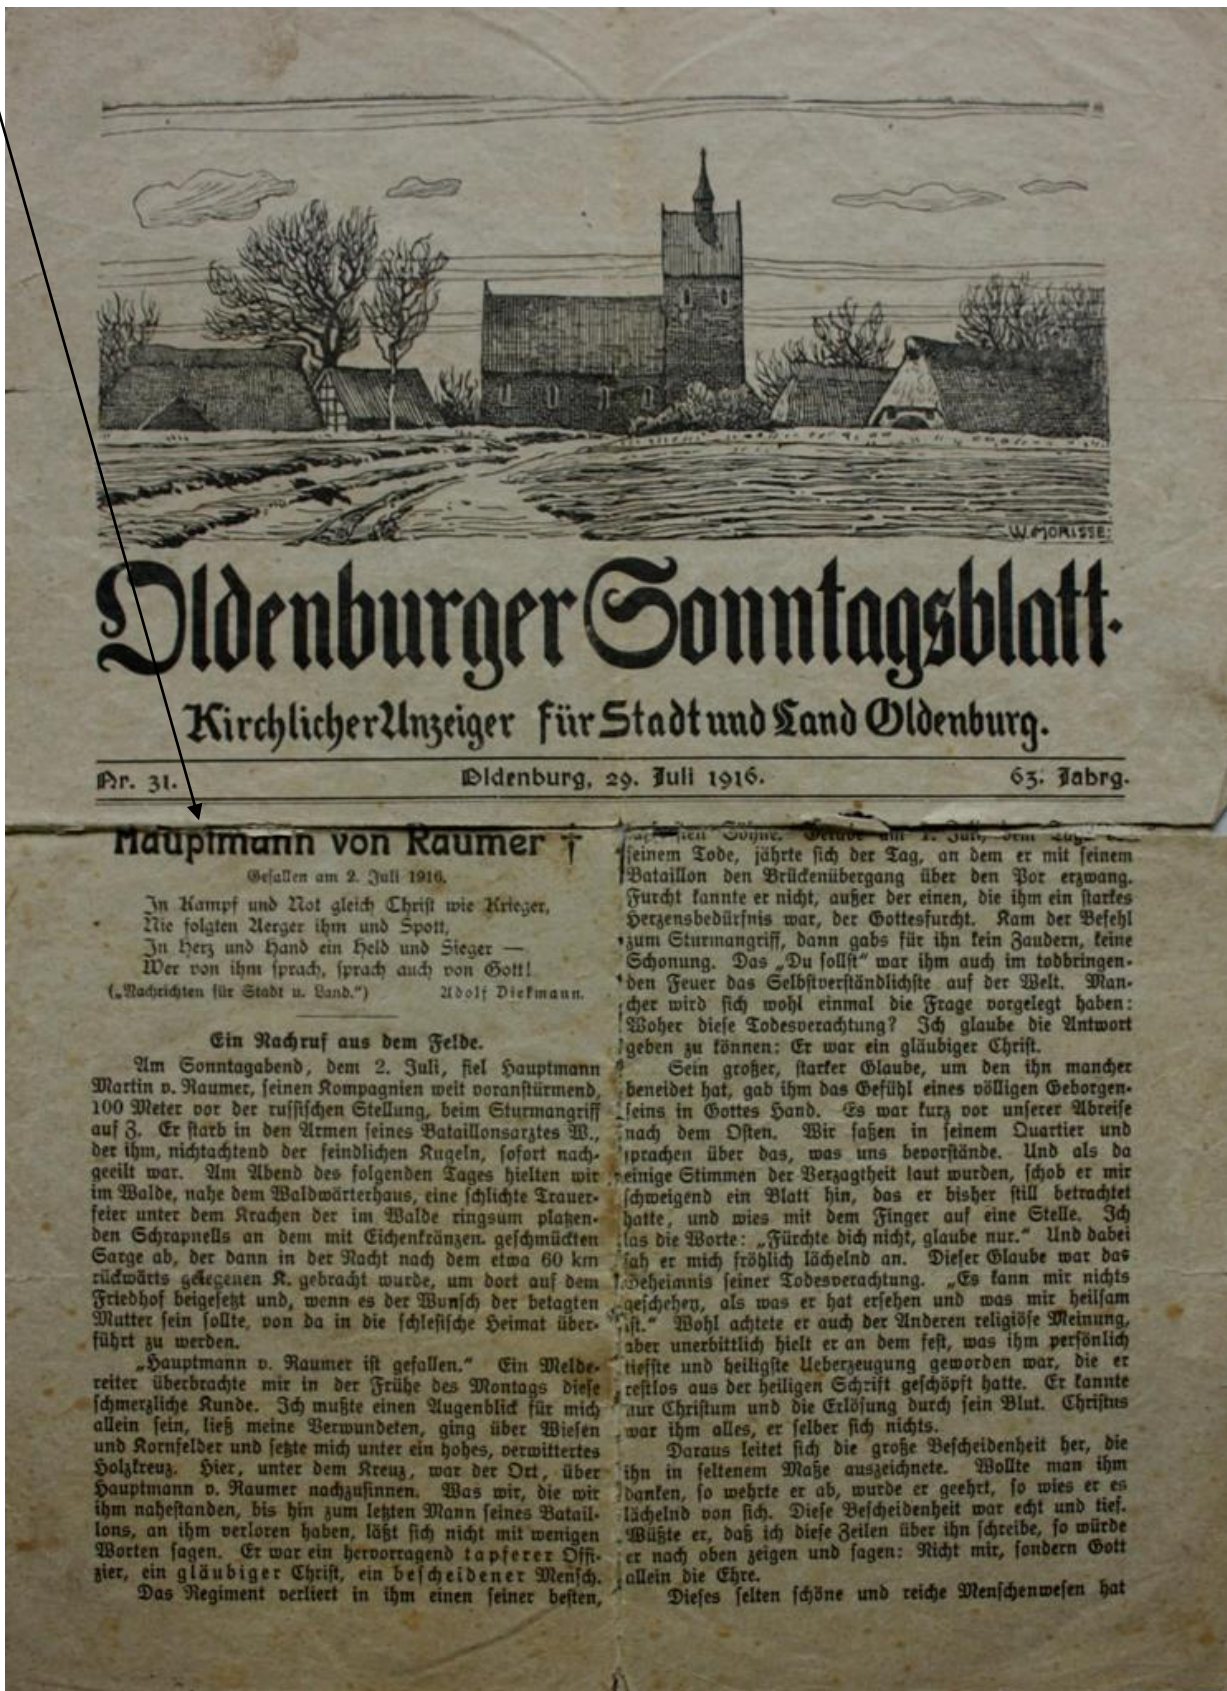 W. MORISSE:
Oldenburger Sonntagsblatt.
Kirchlicher Anzeiger für Stadt und Land Oldenburg.
Nr. 31. Oldenburg, 29. Juli 1916. 63. Jahrg.
Hauptmann von Raumer †
Gefallen am 2. Juli 1916.
In Kampf und Not gleich Christ wie Krieger,
Nie folgten Aerger ihm und Spott,
In Herz und Hand ein Held und Sieger —
Wer von ihm sprach, sprach auch von Gott!
(„Nachrichten für Stadt u. Land.“) Adolf Diekmann.
Ein Nachruf aus dem Felde.
Am Sonntagabend, dem 2. Juli, fiel Hauptmann
Martin v. Raumer, seinen Kompagnien weit voranstürmend,
100 Meter vor der russischen Stellung, beim Sturmangriff
auf Z. Er starb in den Armen seines Bataillonsarztes W.,
der ihm, nichtachtend der feindlichen Kugeln, sofort nach-
geeilt war. Am Abend des folgenden Tages hielten wir
im Walde, nahe dem Waldwärterhaus, eine schlichte Trauer-
feier unter dem Krachen der im Walde ringsum platzen-
den Schrapnells an dem mit Eichenkränzen geschmückten
Sarge ab, der dann in der Nacht nach dem etwa 60 km
rückwärts gelegenen K. gebracht wurde, um dort auf dem
Friedhof beigesetzt und, wenn es der Wunsch der betagten
Mutter sein sollte, von da in die schlesische Heimat über-
führt zu werden.
„Hauptmann v. Raumer ist gefallen.“ Ein Melde-
reiter überbrachte mir in der Frühe des Montags diese
schmerzliche Kunde. Ich mußte einen Augenblick für mich
allein sein, ließ meine Verwundeten, ging über Wiesen
und Kornfelder und setzte mich unter ein hohes, verwittertes
Holzkreuz. Hier, unter dem Kreuz, war der Ort, über
Hauptmann v. Raumer nachzusinnen. Was wir, die wir
ihm nahestanden, bis hin zum letzten Mann seines Batail-
lons, an ihm verloren haben, läßt sich nicht mit wenigen
Worten sagen. Er war ein hervorragend tapferer Offi-
zier, ein gläubiger Christ, ein bescheidener Mensch.
Das Regiment verliert in ihm einen seiner besten,
Söhne. Gerade am 1. Juli, dem Tage
seinem Tode, jährte sich der Tag, an dem er mit seinem
Bataillon den Brückenübergang über den Por erzwang.
Furcht kannte er nicht, außer der einen, die ihm ein starkes
Herzensbedürfnis war, der Gottesfurcht. Kam der Befehl
zum Sturmangriff, dann gabs für ihn kein Zaudern, keine
Schonung. Das „Du sollst“ war ihm auch im todbringen-
den Feuer das Selbstverständlichste auf der Welt. Man-
cher wird sich wohl einmal die Frage vorgelegt haben:
Woher diese Todesverachtung? Ich glaube die Antwort
geben zu können: Er war ein gläubiger Christ.
Sein großer, starker Glaube, um den ihn mancher
beneidet hat, gab ihm das Gefühl eines völligen Geborgen-
seins in Gottes Hand. Es war kurz vor unserer Abreise
nach dem Osten. Wir saßen in seinem Quartier und
sprachen über das, was uns bevorstände. Und als da
einige Stimmen der Verzagtheit laut wurden, schob er mir
schweigend ein Blatt hin, das er bisher still betrachtet
hatte, und wies mit dem Finger auf eine Stelle. Ich
las die Worte: „Fürchte dich nicht, glaube nur.“ Und dabei
sah er mich fröhlich lächelnd an. Dieser Glaube war das
Geheimnis seiner Todesverachtung. „Es kann mir nichts
geschehen, als was er hat ersehen und was mir heilsam
ist.“ Wohl achtete er auch der Anderen religiöse Meinung,
aber unerbittlich hielt er an dem fest, was ihm persönlich
tiefste und heiligste Ueberzeugung geworden war, die er
restlos aus der heiligen Schrift geschöpft hatte. Er kannte
nur Christum und die Erlösung durch sein Blut. Christus
war ihm alles, er selber sich nichts.
Daraus leitet sich die große Bescheidenheit her, die
ihn in seltenem Maße auszeichnete. Wollte man ihm
danken, so wehrte er ab, wurde er geehrt, so wies er es
lächelnd von sich. Diese Bescheidenheit war echt und tief.
Wüßte er, daß ich diese Zeilen über ihn schreibe, so würde
er nach oben zeigen und sagen: Nicht mir, sondern Gott
allein die Ehre.
Dieses selten schöne und reiche Menschenwesen hat